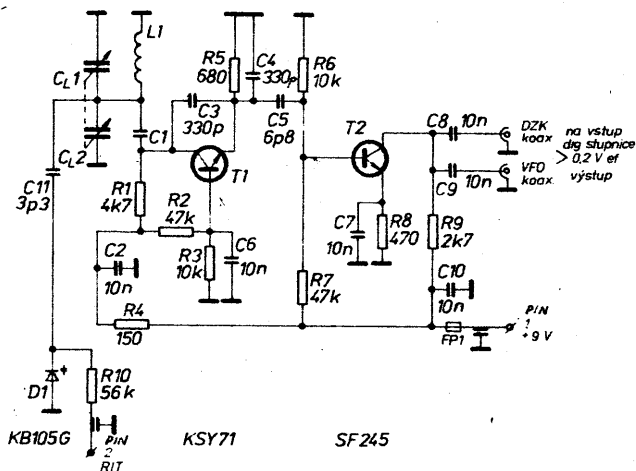 L1
CL1
CL2
C11
3p3
C1
R1
4k7
R2
47k
C2
10n
R3
10k
C6
10n
R4
150
C3
330p
R5
680
C4
330p
C5
6p8
R6
10k
T1
T2
C7
10n
R8
470
R7
47k
C8
10n
C9
10n
DZK
koax
VFO
koax.
na vstup
dig stupnice
> 0,2 V ef
výstup
R9
2k7
C10
10n
FP1
PIN
1
+9 V
D1
+
R10
56k
PIN
2
RIT
KB105G
KSY71
SF245